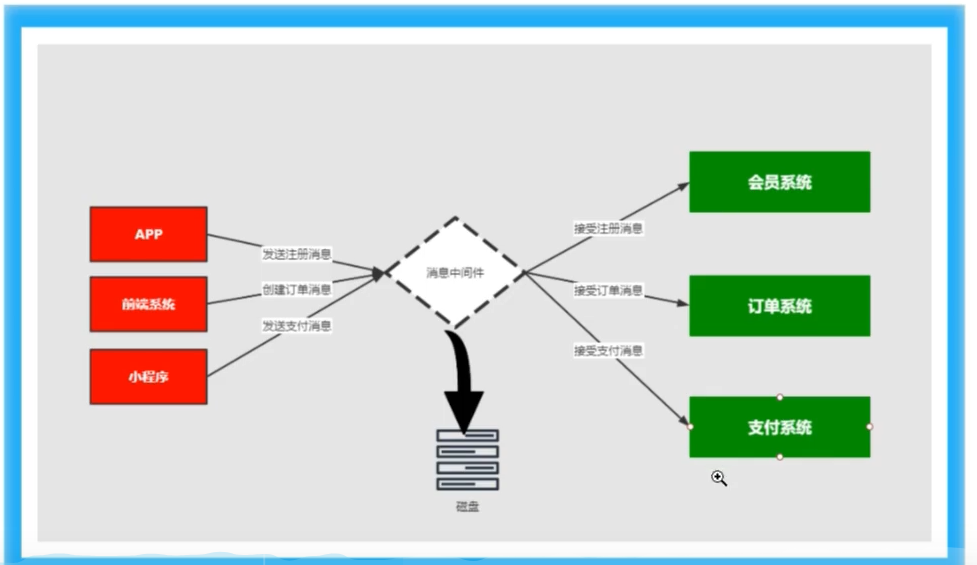 APP
前端系统
小程序
发送注册消息
创建订单消息
发送支付消息
消息中间件
磁盘
接受注册消息
接受订单消息
接受支付消息
会员系统
订单系统
支付系统